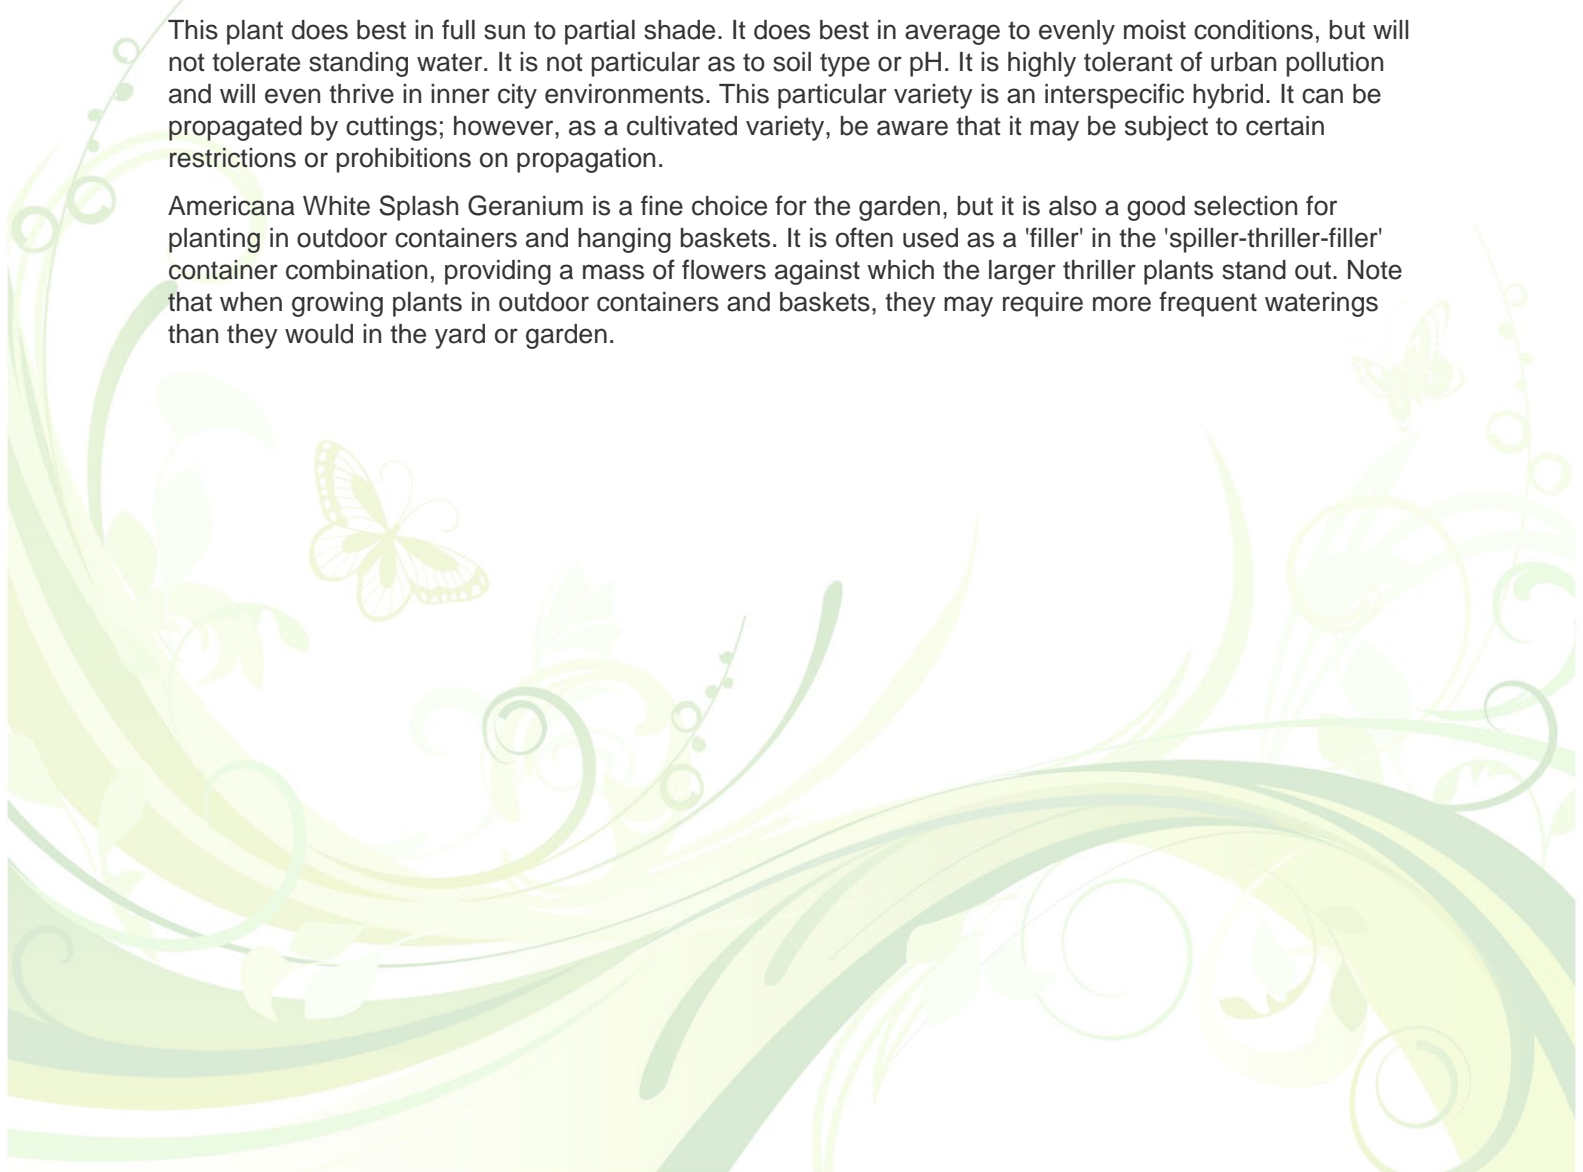 This plant does best in full sun to partial shade. It does best in average to evenly moist conditions, but will
not tolerate standing water. It is not particular as to soil type or pH. It is highly tolerant of urban pollution
and will even thrive in inner city environments. This particular variety is an interspecific hybrid. It can be
propagated by cuttings; however, as a cultivated variety, be aware that it may be subject to certain
restrictions or prohibitions on propagation.
Americana White Splash Geranium is a fine choice for the garden, but it is also a good selection for
planting in outdoor containers and hanging baskets. It is often used as a 'filler' in the 'spiller-thriller-filler'
container combination, providing a mass of flowers against which the larger thriller plants stand out. Note
that when growing plants in outdoor containers and baskets, they may require more frequent waterings
than they would in the yard or garden.